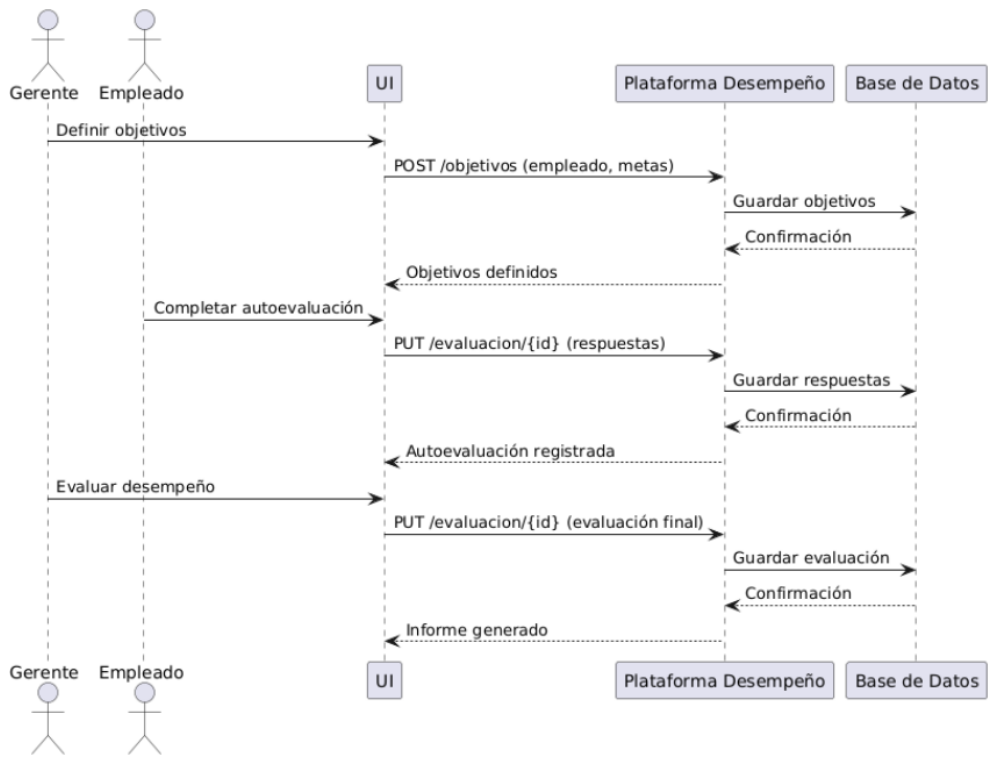 Gerente
Empleado
UI
Plataforma Desempeño
Base de Datos
Definir objetivos
POST /objetivos (empleado, metas)
Guardar objetivos
Confirmación
Objetivos definidos
Completar autoevaluación
PUT /evaluacion/{id} (respuestas)
Guardar respuestas
Confirmación
Autoevaluación registrada
Evaluar desempeño
PUT /evaluacion/{id} (evaluación final)
Guardar evaluación
Confirmación
Informe generado
Gerente
Empleado
UI
Plataforma Desempeño
Base de Datos